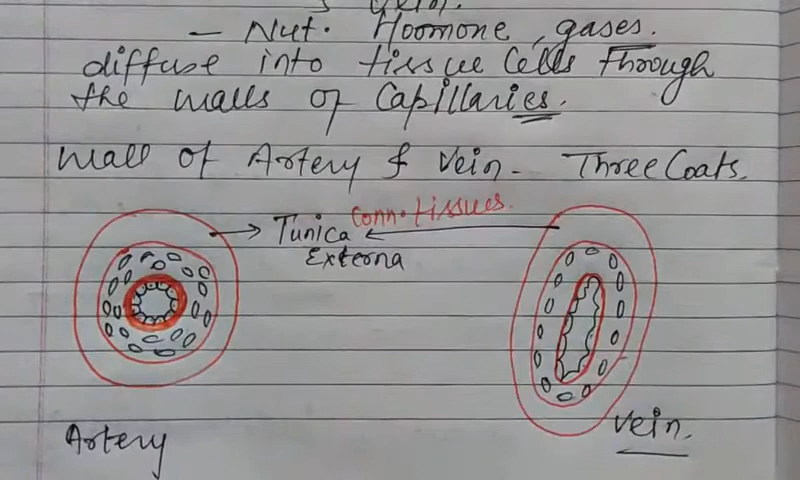 — Nut. Hoomone, gases.
diffuse into tissue Cells Through
the walls of Capillaries.
Wall of Artery & Vein. Three Coats.
Conn. tissues.
Tunica
Externa
Artery
Vein.